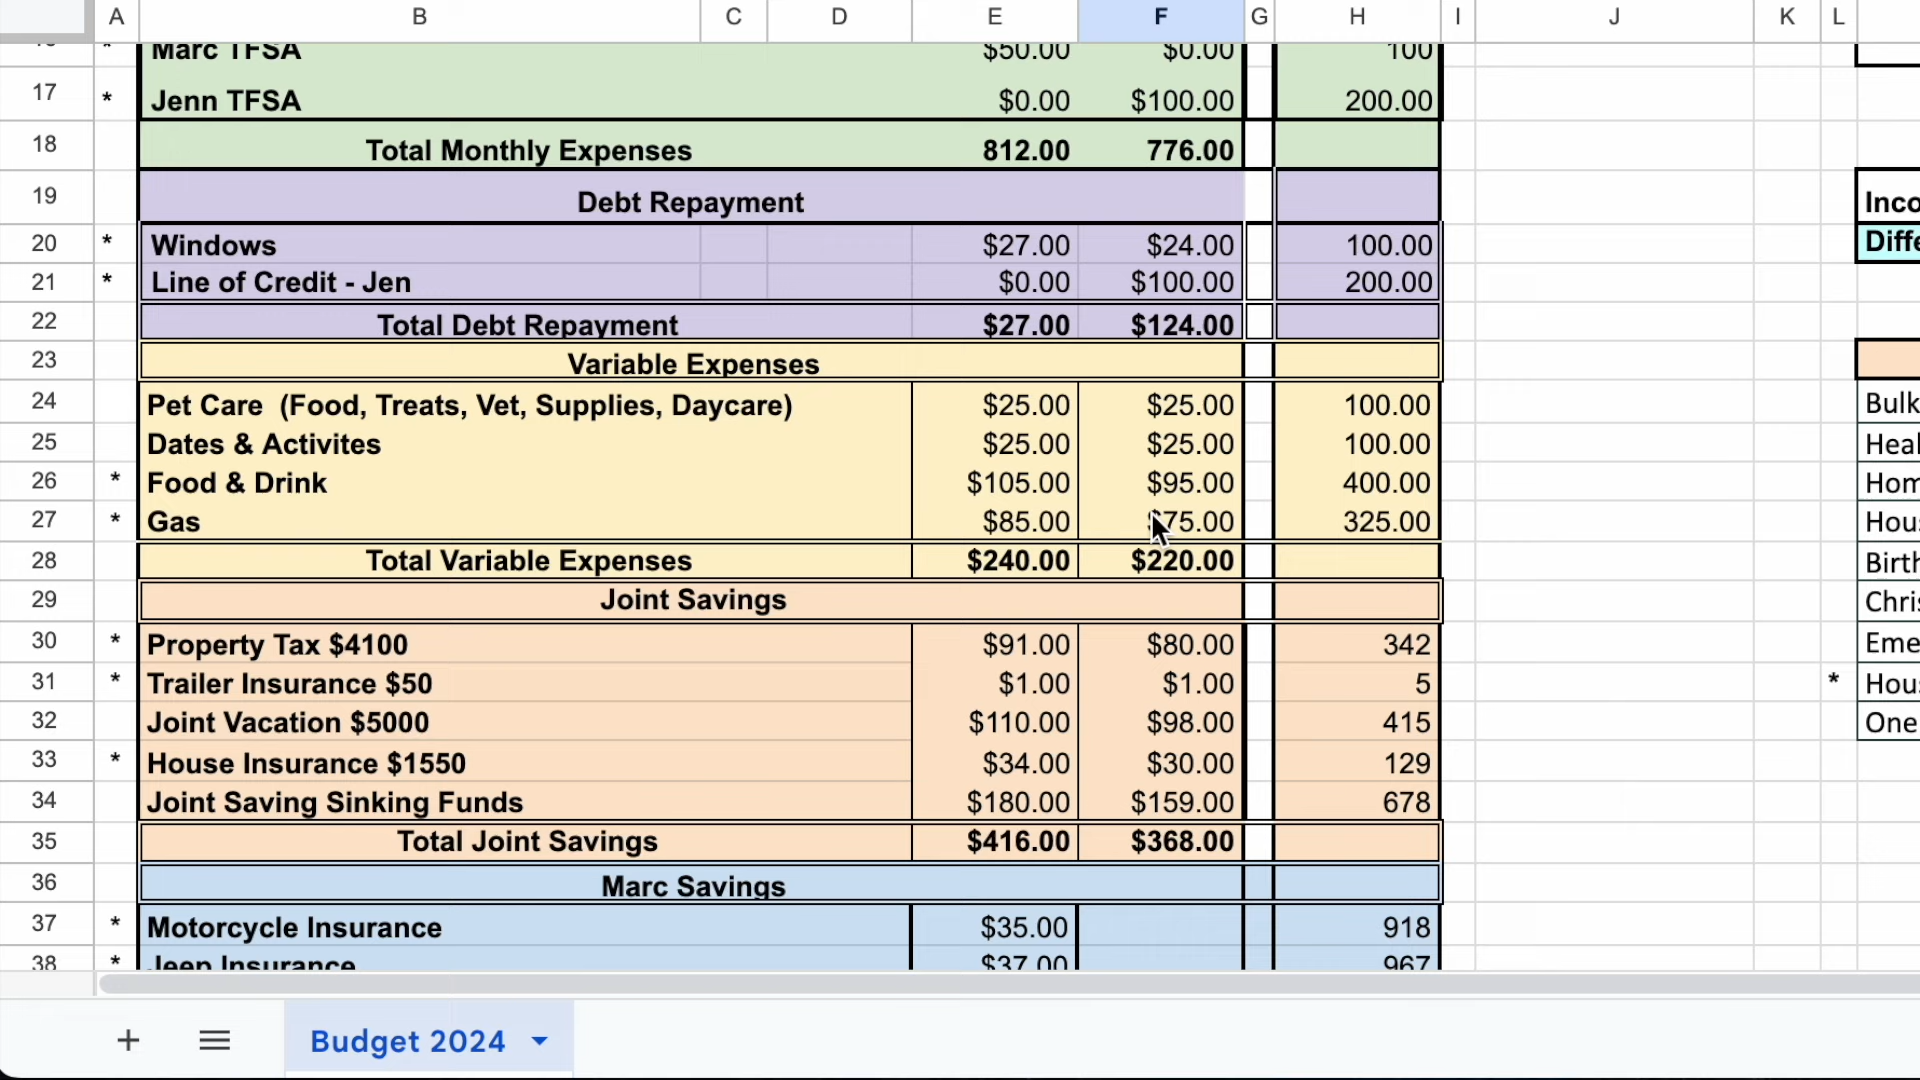 A B C D E F G H I J K L
Marc TFSA $50.00 $0.00 100
17 * Jenn TFSA $0.00 $100.00 200.00
18 Total Monthly Expenses 812.00 776.00
19 Debt Repayment Inco
20 * Windows $27.00 $24.00 100.00 Diffe
21 * Line of Credit - Jen $0.00 $100.00 200.00
22 Total Debt Repayment $27.00 $124.00
23 Variable Expenses
24 Pet Care (Food, Treats, Vet, Supplies, Daycare) $25.00 $25.00 100.00 Bulk
25 Dates & Activites $25.00 $25.00 100.00 Heal
26 * Food & Drink $105.00 $95.00 400.00 Hom
27 * Gas $85.00 $75.00 325.00 Hous
28 Total Variable Expenses $240.00 $220.00 Birth
29 Joint Savings Chris
30 * Property Tax $4100 $91.00 $80.00 342 Eme
31 * Trailer Insurance $50 $1.00 $1.00 5 * Hous
32 Joint Vacation $5000 $110.00 $98.00 415 One
33 * House Insurance $1550 $34.00 $30.00 129
34 Joint Saving Sinking Funds $180.00 $159.00 678
35 Total Joint Savings $416.00 $368.00
36 Marc Savings
37 * Motorcycle Insurance $35.00 918
38 * Jeep Insurance $37.00 967
+ Budget 2024